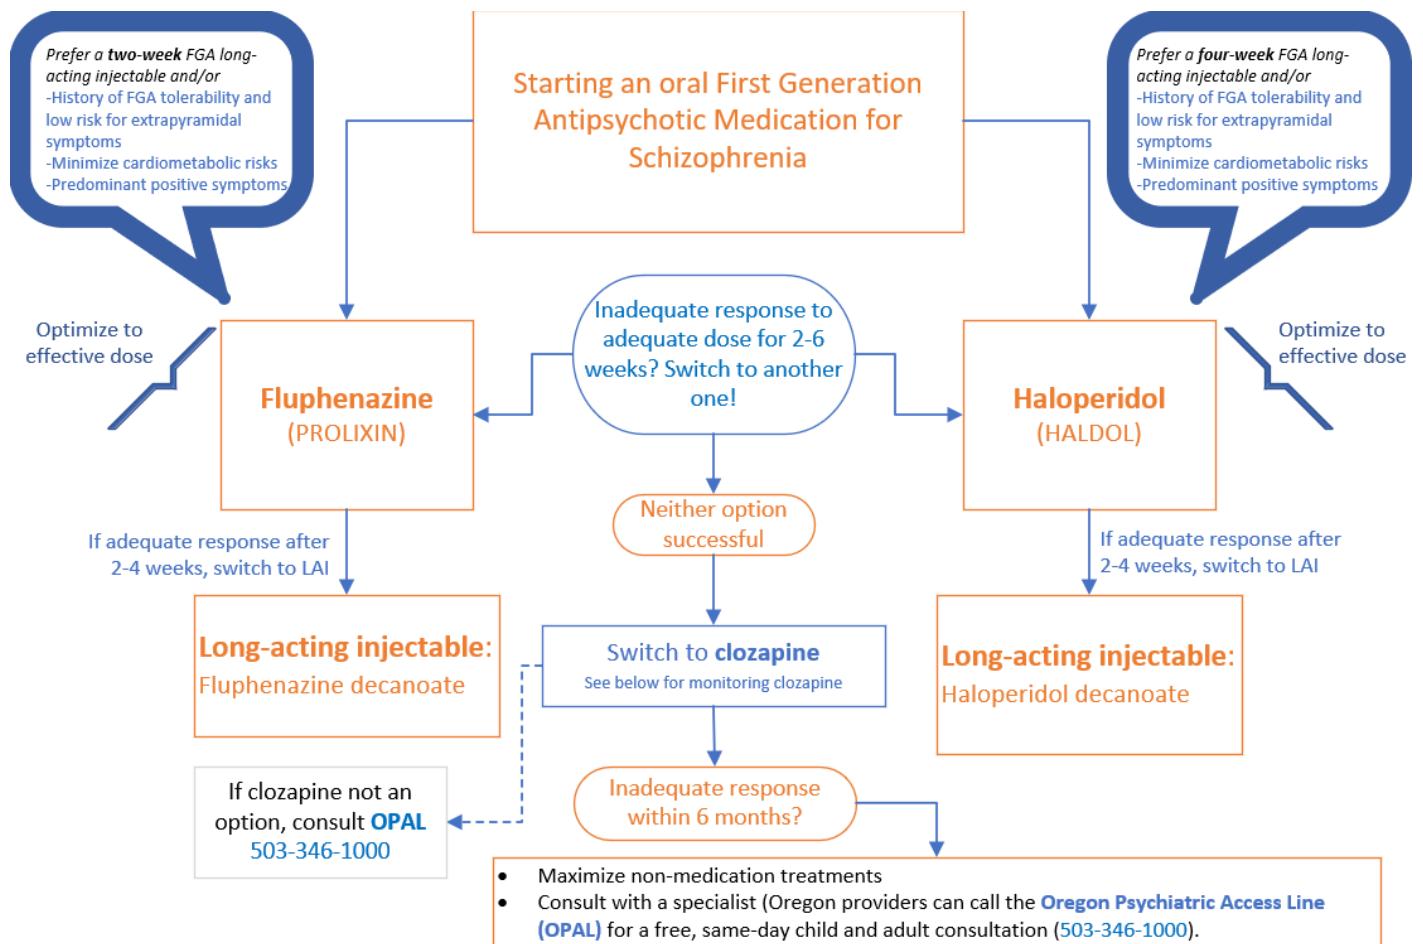 Prefer a two-week FGA long-
acting injectable and/or
-History of FGA tolerability and
low risk for extrapyramidal
symptoms
-Minimize cardiometabolic risks
-Predominant positive symptoms
Starting an oral First Generation
Antipsychotic Medication for
Schizophrenia
Prefer a four-week FGA long-
acting injectable and/or
-History of FGA tolerability and
low risk for extrapyramidal
symptoms
-Minimize cardiometabolic risks
-Predominant positive symptoms
Optimize to
effective dose
Fluphenazine
(PROLIXIN)
Inadequate response to
adequate dose for 2-6
weeks? Switch to another
one!
Haloperidol
(HALDOL)
Optimize to
effective dose
If adequate response after
2-4 weeks, switch to LAI
Neither option
successful
If adequate response after
2-4 weeks, switch to LAI
Long-acting injectable:
Fluphenazine decanoate
Switch to clozapine
See below for monitoring clozapine
Long-acting injectable:
Haloperidol decanoate
If clozapine not an
option, consult OPAL
503-346-1000
Inadequate response
within 6 months?
• Maximize non-medication treatments
• Consult with a specialist (Oregon providers can call the Oregon Psychiatric Access Line
(OPAL) for a free, same-day child and adult consultation (503-346-1000).